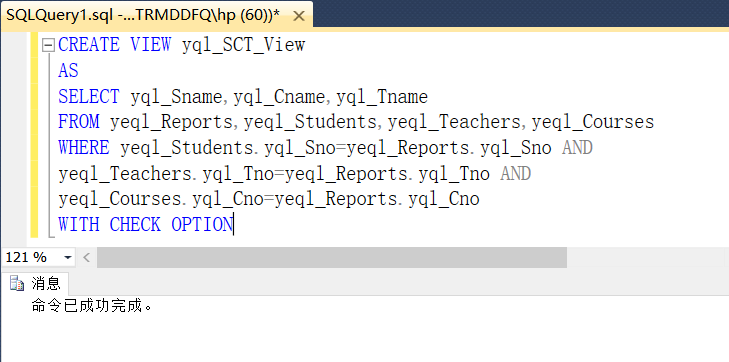 SQLQuery1.sql -...TRMDDFQ\hp (60))*
CREATE VIEW yql_SCT_View
AS
SELECT yql_Sname,yql_Cname,yql_Tname
FROM yeql_Reports,yeql_Students,yeql_Teachers,yeql_Courses
WHERE yeql_Students.yql_Sno=yeql_Reports.yql_Sno AND
yeql_Teachers.yql_Tno=yeql_Reports.yql_Tno AND
yeql_Courses.yql_Cno=yeql_Reports.yql_Cno
WITH CHECK OPTION
121 %
消息
命令已成功完成。